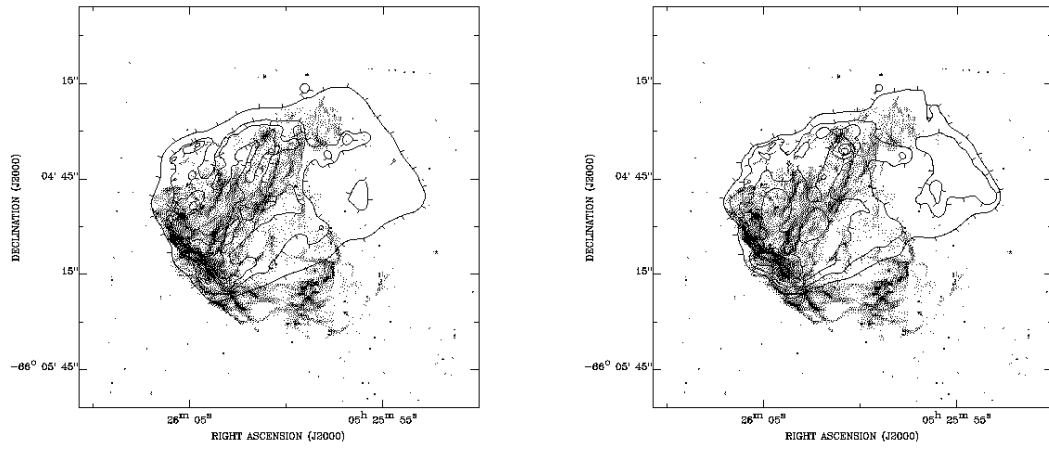 15"
04' 45"
15"
−66° 05' 45"
DECLINATION (J2000)
26ᵐ 05ˢ
05ʰ 25ᵐ 55ˢ
RIGHT ASCENSION (J2000)
15"
04' 45"
15"
−66° 05' 45"
DECLINATION (J2000)
26ᵐ 05ˢ
05ʰ 25ᵐ 55ˢ
RIGHT ASCENSION (J2000)